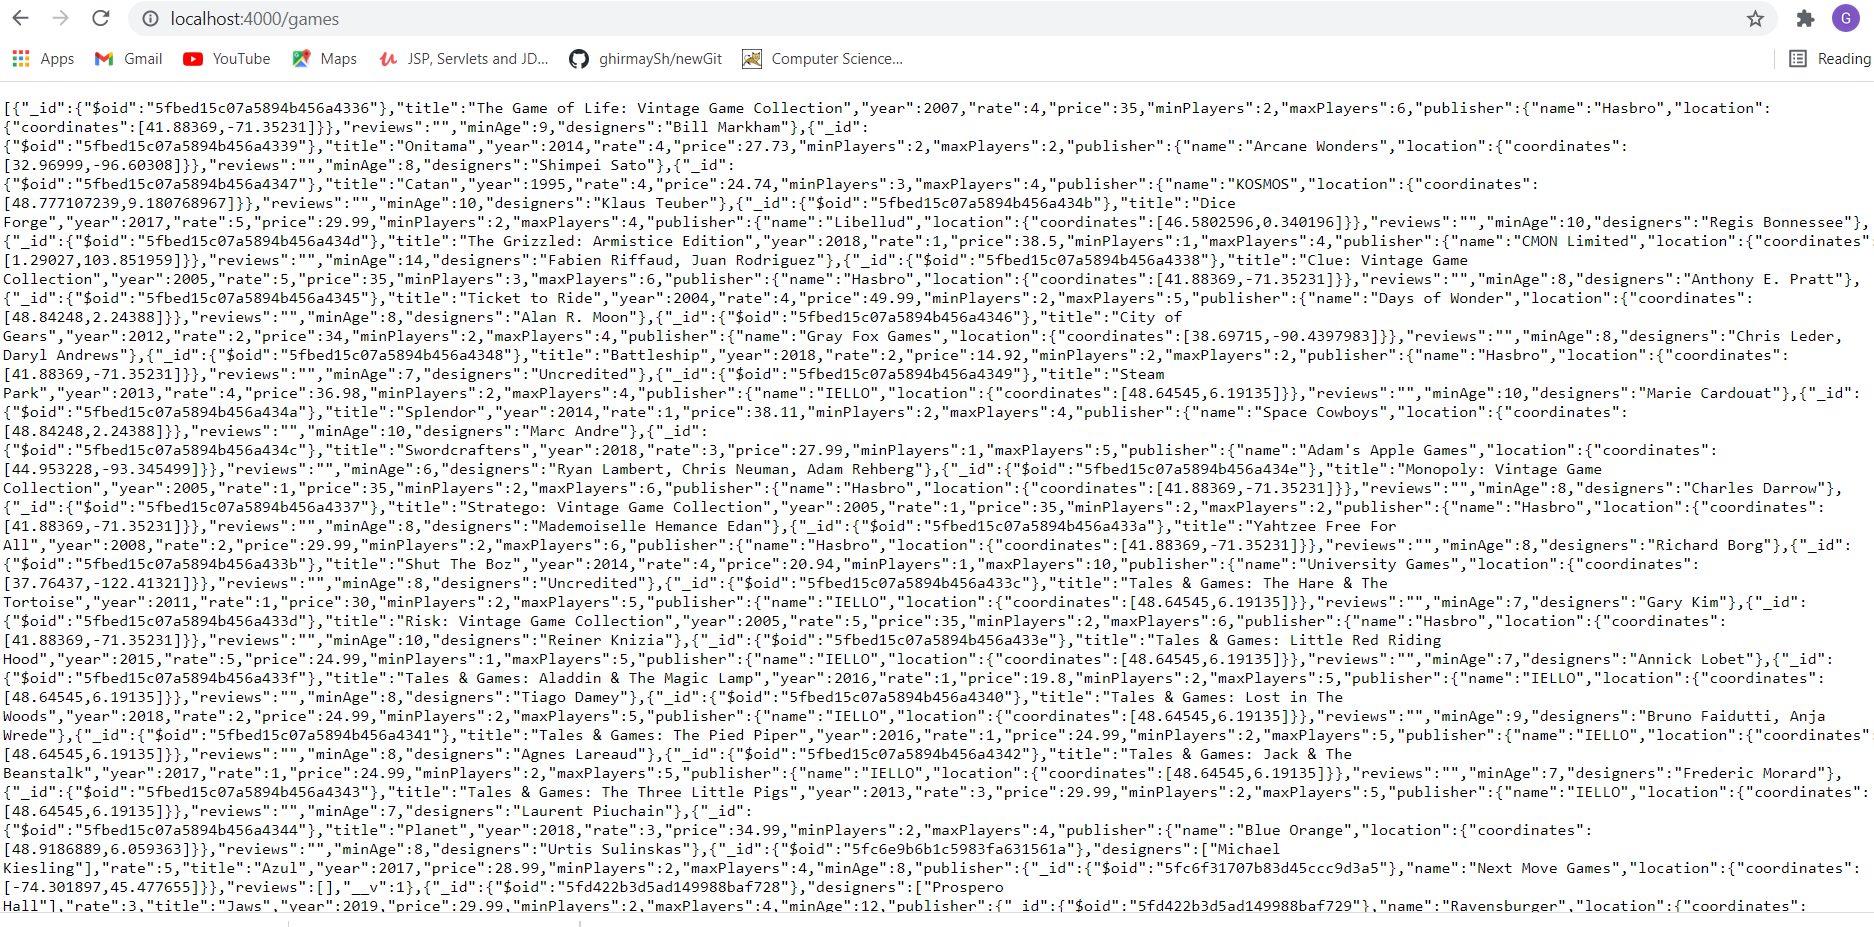 localhost:4000/games
G
Apps Gmail YouTube Maps JSP, Servlets and JD... ghirmaySh/newGit Computer Science... Reading
[{"_id":{"$oid":"5fbed15c07a5894b456a4336"},"title":"The Game of Life: Vintage Game Collection","year":2007,"rate":4,"price":35,"minPlayers":2,"maxPlayers":6,"publisher":{"name":"Hasbro","location":
{"coordinates":[41.88369,-71.35231]}},"reviews":"","minAge":9,"designers":"Bill Markham"},{"_id":
{"$oid":"5fbed15c07a5894b456a4339"},"title":"Onitama","year":2014,"rate":4,"price":27.73,"minPlayers":2,"maxPlayers":2,"publisher":{"name":"Arcane Wonders","location":{"coordinates":
[32.96999,-96.60308]}},"reviews":"","minAge":8,"designers":"Shimpei Sato"},{"_id":
{"$oid":"5fbed15c07a5894b456a4347"},"title":"Catan","year":1995,"rate":4,"price":24.74,"minPlayers":3,"maxPlayers":4,"publisher":{"name":"KOSMOS","location":{"coordinates":
[48.777107239,9.180768967]}},"reviews":"","minAge":10,"designers":"Klaus Teuber"},{"_id":{"$oid":"5fbed15c07a5894b456a434b"},"title":"Dice
Forge","year":2017,"rate":5,"price":29.99,"minPlayers":2,"maxPlayers":4,"publisher":{"name":"Libellud","location":{"coordinates":[46.5802596,0.340196]}},"reviews":"","minAge":10,"designers":"Regis Bonnessee"},
{"_id":{"$oid":"5fbed15c07a5894b456a434d"},"title":"The Grizzled: Armistice Edition","year":2018,"rate":1,"price":38.5,"minPlayers":1,"maxPlayers":4,"publisher":{"name":"CMON Limited","location":{"coordinates":
[1.29027,103.851959]}},"reviews":"","minAge":14,"designers":"Fabien Riffaud, Juan Rodriguez"},{"_id":{"$oid":"5fbed15c07a5894b456a4338"},"title":"Clue: Vintage Game
Collection","year":2005,"rate":5,"price":35,"minPlayers":3,"maxPlayers":6,"publisher":{"name":"Hasbro","location":{"coordinates":[41.88369,-71.35231]}},"reviews":"","minAge":8,"designers":"Anthony E. Pratt"},
{"_id":{"$oid":"5fbed15c07a5894b456a4345"},"title":"Ticket to Ride","year":2004,"rate":4,"price":49.99,"minPlayers":2,"maxPlayers":5,"publisher":{"name":"Days of Wonder","location":{"coordinates":
[48.84248,2.24388]}},"reviews":"","minAge":8,"designers":"Alan R. Moon"},{"_id":{"$oid":"5fbed15c07a5894b456a4346"},"title":"City of
Gears","year":2012,"rate":2,"price":34,"minPlayers":2,"maxPlayers":4,"publisher":{"name":"Gray Fox Games","location":{"coordinates":[38.69715,-90.4397983]}},"reviews":"","minAge":8,"designers":"Chris Leder,
Daryl Andrews"},{"_id":{"$oid":"5fbed15c07a5894b456a4348"},"title":"Battleship","year":2018,"rate":2,"price":14.92,"minPlayers":2,"maxPlayers":2,"publisher":{"name":"Hasbro","location":{"coordinates":
[41.88369,-71.35231]}},"reviews":"","minAge":7,"designers":"Uncredited"},{"_id":{"$oid":"5fbed15c07a5894b456a4349"},"title":"Steam
Park","year":2013,"rate":4,"price":36.98,"minPlayers":2,"maxPlayers":4,"publisher":{"name":"IELLO","location":{"coordinates":[48.64545,6.19135]}},"reviews":"","minAge":10,"designers":"Marie Cardouat"},{"_id":
{"$oid":"5fbed15c07a5894b456a434a"},"title":"Splendor","year":2014,"rate":1,"price":38.11,"minPlayers":2,"maxPlayers":4,"publisher":{"name":"Space Cowboys","location":{"coordinates":
[48.84248,2.24388]}},"reviews":"","minAge":10,"designers":"Marc Andre"},{"_id":
{"$oid":"5fbed15c07a5894b456a434c"},"title":"Swordcrafters","year":2018,"rate":3,"price":27.99,"minPlayers":1,"maxPlayers":5,"publisher":{"name":"Adam's Apple Games","location":{"coordinates":
[44.953228,-93.345499]}},"reviews":"","minAge":6,"designers":"Ryan Lambert, Chris Neuman, Adam Rehberg"},{"_id":{"$oid":"5fbed15c07a5894b456a434e"},"title":"Monopoly: Vintage Game
Collection","year":2005,"rate":1,"price":35,"minPlayers":2,"maxPlayers":6,"publisher":{"name":"Hasbro","location":{"coordinates":[41.88369,-71.35231]}},"reviews":"","minAge":8,"designers":"Charles Darrow"},
{"_id":{"$oid":"5fbed15c07a5894b456a4337"},"title":"Stratego: Vintage Game Collection","year":2005,"rate":1,"price":35,"minPlayers":2,"maxPlayers":2,"publisher":{"name":"Hasbro","location":{"coordinates":
[41.88369,-71.35231]}},"reviews":"","minAge":8,"designers":"Mademoiselle Hemance Edan"},{"_id":{"$oid":"5fbed15c07a5894b456a433a"},"title":"Yahtzee Free For
All","year":2008,"rate":2,"price":29.99,"minPlayers":2,"maxPlayers":6,"publisher":{"name":"Hasbro","location":{"coordinates":[41.88369,-71.35231]}},"reviews":"","minAge":8,"designers":"Richard Borg"},{"_id":
{"$oid":"5fbed15c07a5894b456a433b"},"title":"Shut The Boz","year":2014,"rate":4,"price":20.94,"minPlayers":1,"maxPlayers":10,"publisher":{"name":"University Games","location":{"coordinates":
[37.76437,-122.41321]}},"reviews":"","minAge":8,"designers":"Uncredited"},{"_id":{"$oid":"5fbed15c07a5894b456a433c"},"title":"Tales & Games: The Hare & The
Tortoise","year":2011,"rate":1,"price":30,"minPlayers":2,"maxPlayers":5,"publisher":{"name":"IELLO","location":{"coordinates":[48.64545,6.19135]}},"reviews":"","minAge":7,"designers":"Gary Kim"},{"_id":
{"$oid":"5fbed15c07a5894b456a433d"},"title":"Risk: Vintage Game Collection","year":2005,"rate":5,"price":35,"minPlayers":2,"maxPlayers":6,"publisher":{"name":"Hasbro","location":{"coordinates":
[41.88369,-71.35231]}},"reviews":"","minAge":10,"designers":"Reiner Knizia"},{"_id":{"$oid":"5fbed15c07a5894b456a433e"},"title":"Tales & Games: Little Red Riding
Hood","year":2015,"rate":5,"price":24.99,"minPlayers":1,"maxPlayers":5,"publisher":{"name":"IELLO","location":{"coordinates":[48.64545,6.19135]}},"reviews":"","minAge":7,"designers":"Annick Lobet"},{"_id":
{"$oid":"5fbed15c07a5894b456a433f"},"title":"Tales & Games: Aladdin & The Magic Lamp","year":2016,"rate":1,"price":19.8,"minPlayers":2,"maxPlayers":5,"publisher":{"name":"IELLO","location":{"coordinates":
[48.64545,6.19135]}},"reviews":"","minAge":8,"designers":"Tiago Damey"},{"_id":{"$oid":"5fbed15c07a5894b456a4340"},"title":"Tales & Games: Lost in The
Woods","year":2018,"rate":2,"price":24.99,"minPlayers":2,"maxPlayers":5,"publisher":{"name":"IELLO","location":{"coordinates":[48.64545,6.19135]}},"reviews":"","minAge":9,"designers":"Bruno Faidutti, Anja
Wrede"},{"_id":{"$oid":"5fbed15c07a5894b456a4341"},"title":"Tales & Games: The Pied Piper","year":2016,"rate":1,"price":24.99,"minPlayers":2,"maxPlayers":5,"publisher":{"name":"IELLO","location":{"coordinates":
[48.64545,6.19135]}},"reviews":"","minAge":8,"designers":"Agnes Lareaud"},{"_id":{"$oid":"5fbed15c07a5894b456a4342"},"title":"Tales & Games: Jack & The
Beanstalk","year":2017,"rate":1,"price":24.99,"minPlayers":2,"maxPlayers":5,"publisher":{"name":"IELLO","location":{"coordinates":[48.64545,6.19135]}},"reviews":"","minAge":7,"designers":"Frederic Morard"},
{"_id":{"$oid":"5fbed15c07a5894b456a4343"},"title":"Tales & Games: The Three Little Pigs","year":2013,"rate":3,"price":29.99,"minPlayers":2,"maxPlayers":5,"publisher":{"name":"IELLO","location":{"coordinates":
[48.64545,6.19135]}},"reviews":"","minAge":7,"designers":"Laurent Piuchain"},{"_id":
{"$oid":"5fbed15c07a5894b456a4344"},"title":"Planet","year":2018,"rate":3,"price":34.99,"minPlayers":2,"maxPlayers":4,"publisher":{"name":"Blue Orange","location":{"coordinates":
[48.9186889,6.059363]}},"reviews":"","minAge":8,"designers":"Urtis Sulinskas"},{"_id":{"$oid":"5fc6e9b6b1c5983fa631561a"},"designers":["Michael
Kiesling"],"rate":5,"title":"Azul","year":2017,"price":28.99,"minPlayers":2,"maxPlayers":4,"minAge":8,"publisher":{"_id":{"$oid":"5fc6f31707b83d45ccc9d3a5"},"name":"Next Move Games","location":{"coordinates":
[-74.301897,45.477655]}},"reviews":[],"__v":1},{"_id":{"$oid":"5fd422b3d5ad149988baf728"},"designers":["Prospero
Hall"],"rate":3,"title":"Jaws","year":2019,"price":29.99,"minPlayers":2,"maxPlayers":4,"minAge":12,"publisher":{"_id":{"$oid":"5fd422b3d5ad149988baf729"},"name":"Ravensburger","location":{"coordinates":